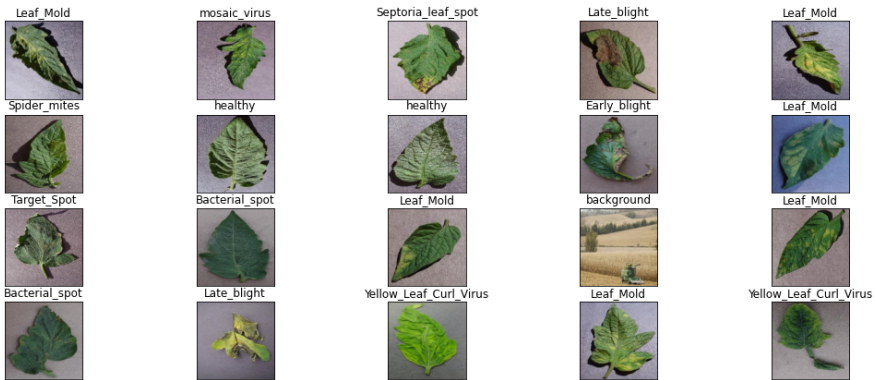 Leaf_Mold mosaic_virus Septoria_leaf_spot Late_blight Leaf_Mold
Spider_mites healthy healthy Early_blight Leaf_Mold
Target_Spot Bacterial_spot Leaf_Mold background Leaf_Mold
Bacterial_spot Late_blight Yellow_Leaf_Curl_Virus Leaf_Mold Yellow_Leaf_Curl_Virus